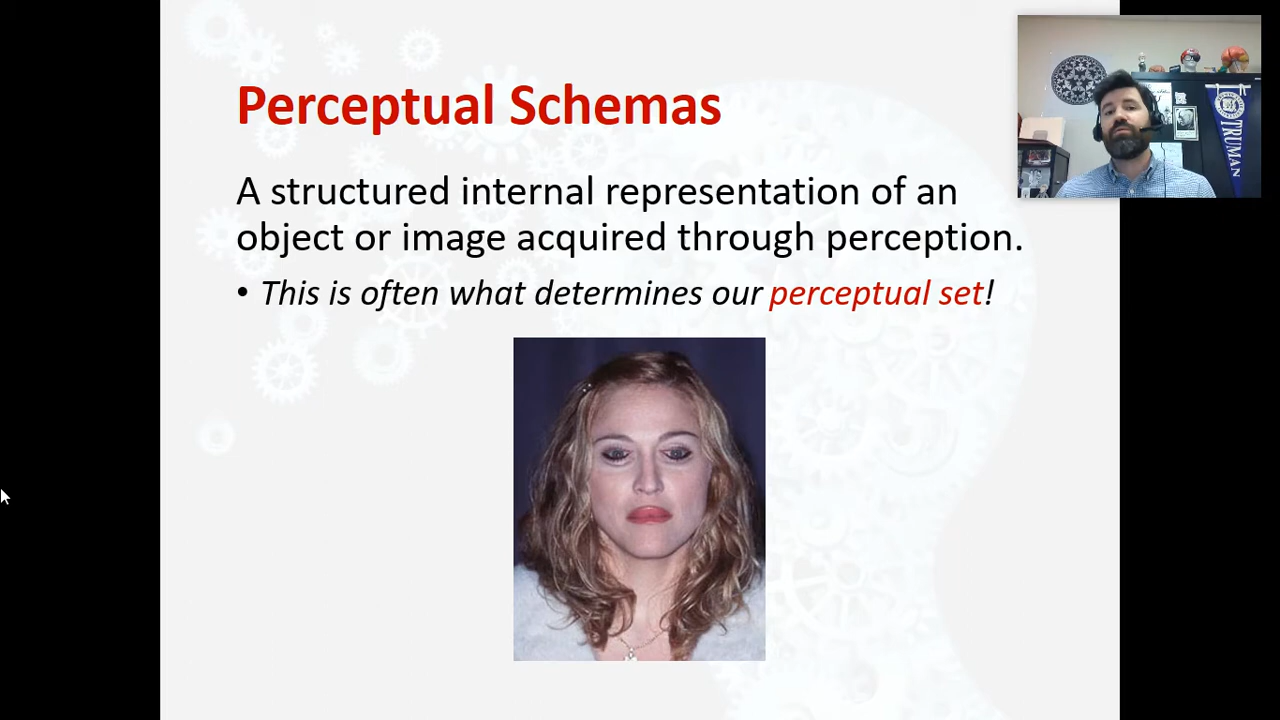 Perceptual Schemas
A structured internal representation of an
object or image acquired through perception.
• This is often what determines our perceptual set!
TRUMAN